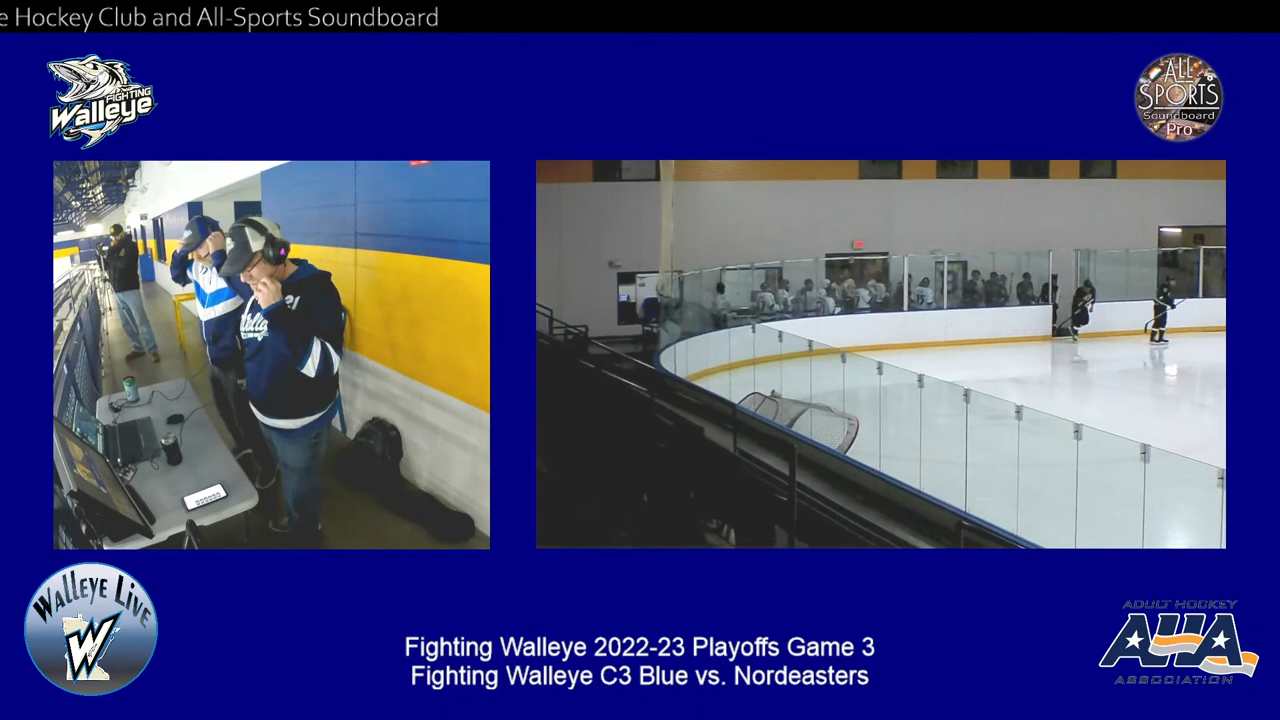 e Hockey Club and All-Sports Soundboard
FIGHTING
Walleye
ALL
SPORTS
Soundboard
Pro
WALLEYE LIVE
W
Fighting Walleye 2022-23 Playoffs Game 3
Fighting Walleye C3 Blue vs. Nordeasters
ADULT HOCKEY
AHA
ASSOCIATION